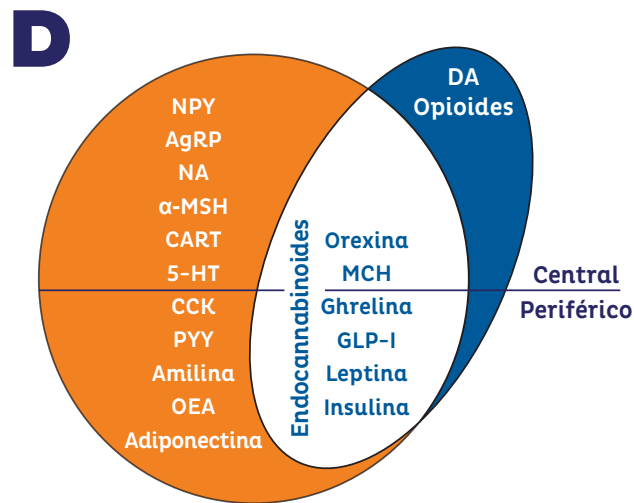 D
DA
Opioides
NPY
AgRP
NA
α-MSH
CART
5-HT
CCK
PYY
Amilina
OEA
Adiponectina
Endocannabinoides
Orexina
MCH
Ghrelina
GLP-I
Leptina
Insulina
Central
Periférico